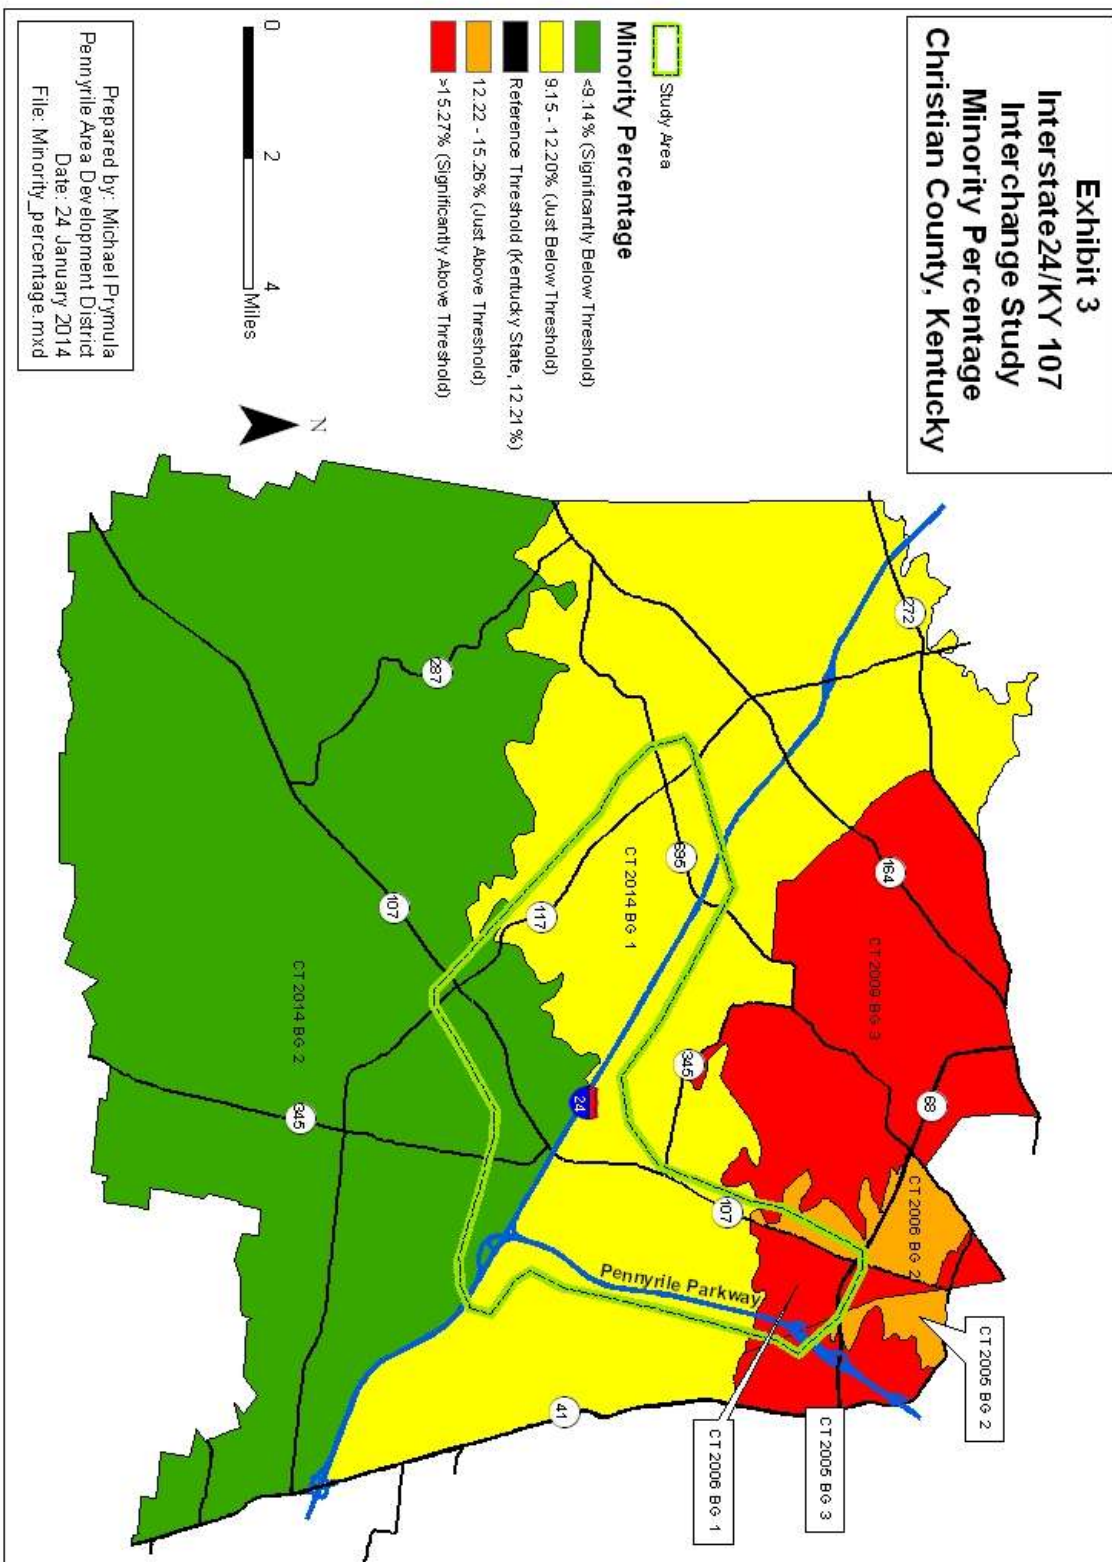 Exhibit 3
Interstate24/KY 107
Interchange Study
Minority Percentage
Christian County, Kentucky
Study Area
Minority Percentage
<9.14% (Significantly Below Threshold)
9.15 - 12.20% (Just Below Threshold)
Reference Threshold (Kentucky State, 12.21%)
12.22 - 15.26% (Just Above Threshold)
>15.27% (Significantly Above Threshold)
0 2 4
Miles
N
Prepared by: Michael Prymula
Pennyrile Area Development District
Date: 24 January 2014
File: Minority_percentage.mxd
272
164
CT 2009 BG 3
68
CT 2006 BG 2
CT 2005 BG 2
CT 2005 BG 3
CT 2006 BG 1
695
345
107
Pennyrile Parkway
CT 2014 BG 1
117
24
41
287
107
CT 2014 BG 2
345